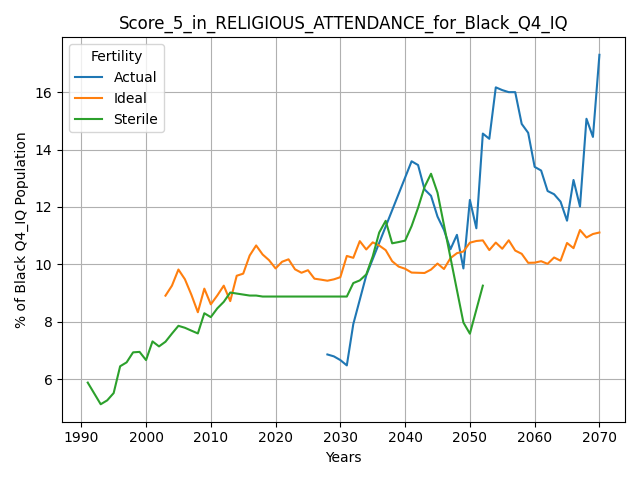 Score_5_in_RELIGIOUS_ATTENDANCE_for_Black_Q4_IQ
Fertility
Actual
Ideal
Sterile
% of Black Q4_IQ Population
16
14
12
10
8
6
1990 2000 2010 2020 2030 2040 2050 2060 2070
Years